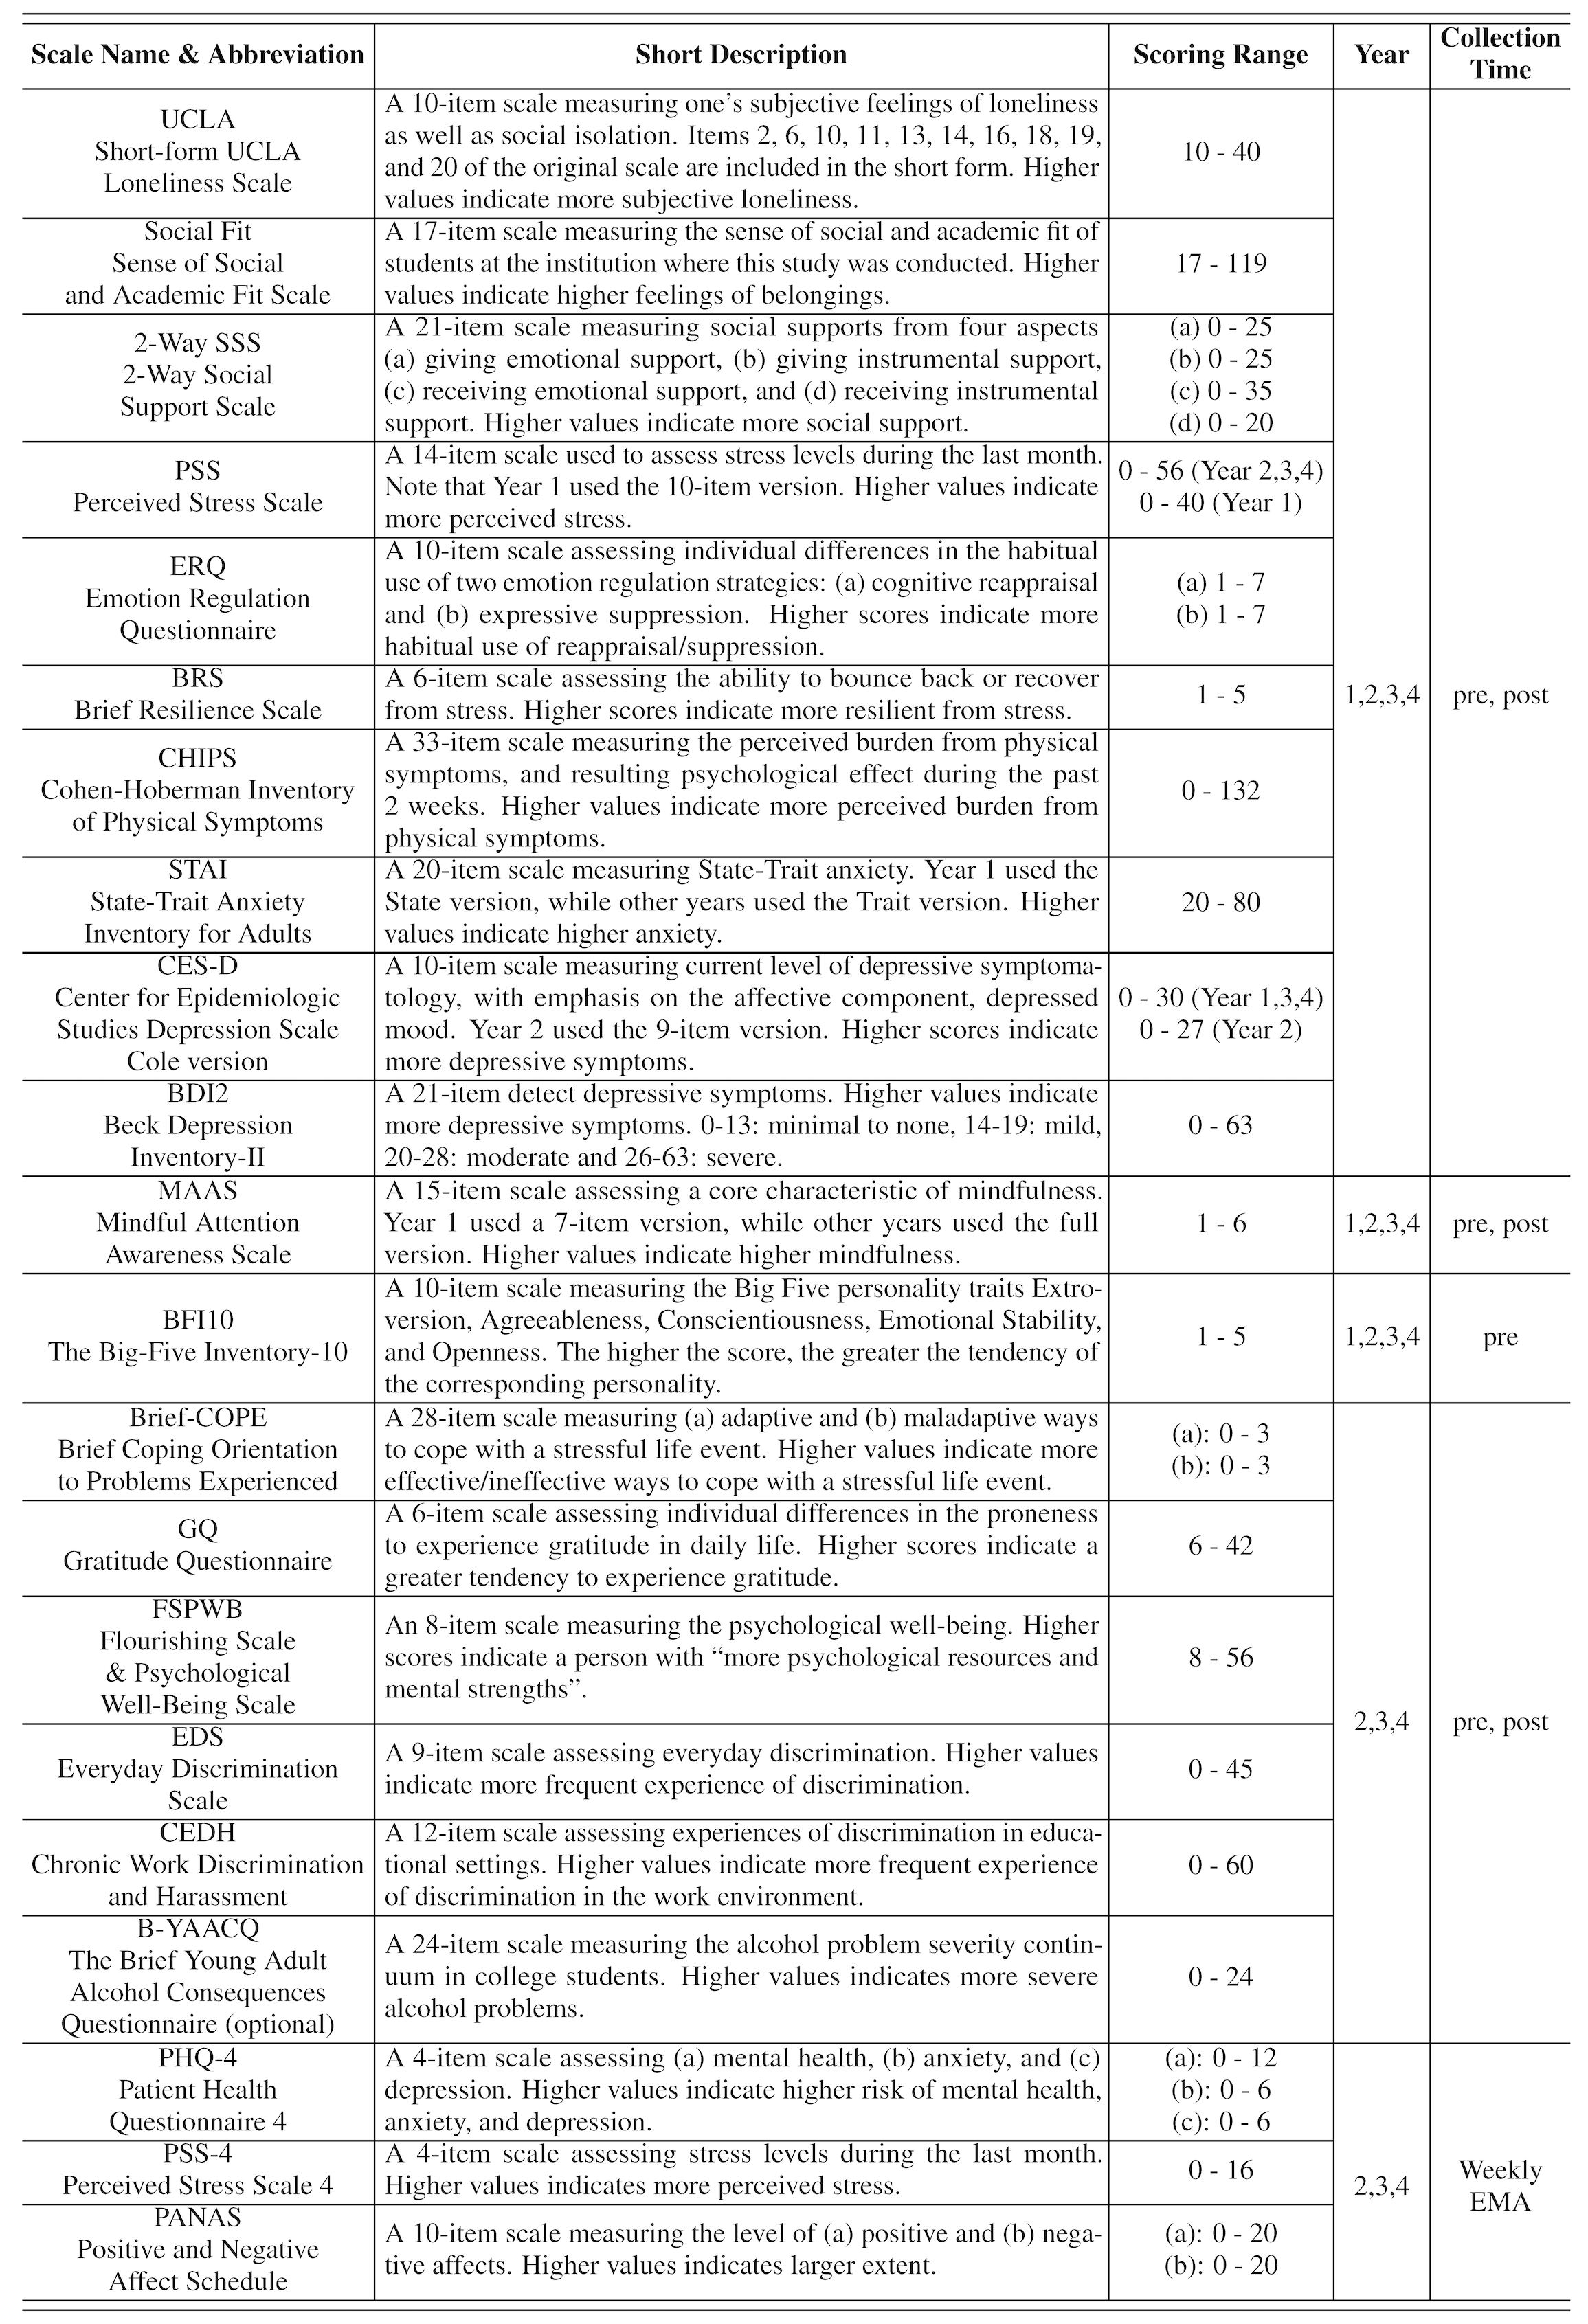 Scale Name & Abbreviation
Short Description
Scoring Range
Year
Collection
Time
UCLA
Short-form UCLA
Loneliness Scale
A 10-item scale measuring one's subjective feelings of loneliness
as well as social isolation. Items 2, 6, 10, 11, 13, 14, 16, 18, 19,
and 20 of the original scale are included in the short form. Higher
values indicate more subjective loneliness.
10 - 40
Social Fit
Sense of Social
and Academic Fit Scale
A 17-item scale measuring the sense of social and academic fit of
students at the institution where this study was conducted. Higher
values indicate higher feelings of belongings.
17 - 119
2-Way SSS
2-Way Social
Support Scale
A 21-item scale measuring social supports from four aspects
(a) giving emotional support, (b) giving instrumental support,
(c) receiving emotional support, and (d) receiving instrumental
support. Higher values indicate more social support.
(a) 0 - 25
(b) 0 - 25
(c) 0 - 35
(d) 0 - 20
PSS
Perceived Stress Scale
A 14-item scale used to assess stress levels during the last month.
Note that Year 1 used the 10-item version. Higher values indicate
more perceived stress.
0 - 56 (Year 2,3,4)
0 - 40 (Year 1)
ERQ
Emotion Regulation
Questionnaire
A 10-item scale assessing individual differences in the habitual
use of two emotion regulation strategies: (a) cognitive reappraisal
and (b) expressive suppression. Higher scores indicate more
habitual use of reappraisal/suppression.
(a) 1 - 7
(b) 1 - 7
BRS
Brief Resilience Scale
A 6-item scale assessing the ability to bounce back or recover
from stress. Higher scores indicate more resilient from stress.
1 - 5
1,2,3,4
pre, post
CHIPS
Cohen-Hoberman Inventory
of Physical Symptoms
A 33-item scale measuring the perceived burden from physical
symptoms, and resulting psychological effect during the past
2 weeks. Higher values indicate more perceived burden from
physical symptoms.
0 - 132
STAI
State-Trait Anxiety
Inventory for Adults
A 20-item scale measuring State-Trait anxiety. Year 1 used the
State version, while other years used the Trait version. Higher
values indicate higher anxiety.
20 - 80
CES-D
Center for Epidemiologic
Studies Depression Scale
Cole version
A 10-item scale measuring current level of depressive symptoma-
tology, with emphasis on the affective component, depressed
mood. Year 2 used the 9-item version. Higher scores indicate
more depressive symptoms.
0 - 30 (Year 1,3,4)
0 - 27 (Year 2)
BDI2
Beck Depression
Inventory-II
A 21-item detect depressive symptoms. Higher values indicate
more depressive symptoms. 0-13: minimal to none, 14-19: mild,
20-28: moderate and 26-63: severe.
0 - 63
MAAS
Mindful Attention
Awareness Scale
A 15-item scale assessing a core characteristic of mindfulness.
Year 1 used a 7-item version, while other years used the full
version. Higher values indicate higher mindfulness.
1 - 6
1,2,3,4
pre, post
BFI10
The Big-Five Inventory-10
A 10-item scale measuring the Big Five personality traits Extro-
version, Agreeableness, Conscientiousness, Emotional Stability,
and Openness. The higher the score, the greater the tendency of
the corresponding personality.
1 - 5
1,2,3,4
pre
Brief-COPE
Brief Coping Orientation
to Problems Experienced
A 28-item scale measuring (a) adaptive and (b) maladaptive ways
to cope with a stressful life event. Higher values indicate more
effective/ineffective ways to cope with a stressful life event.
(a): 0 - 3
(b): 0 - 3
GQ
Gratitude Questionnaire
A 6-item scale assessing individual differences in the proneness
to experience gratitude in daily life. Higher scores indicate a
greater tendency to experience gratitude.
6 - 42
FSPWB
Flourishing Scale
& Psychological
Well-Being Scale
An 8-item scale measuring the psychological well-being. Higher
scores indicate a person with “more psychological resources and
mental strengths”.
8 - 56
2,3,4
pre, post
EDS
Everyday Discrimination
Scale
A 9-item scale assessing everyday discrimination. Higher values
indicate more frequent experience of discrimination.
0 - 45
CEDH
Chronic Work Discrimination
and Harassment
A 12-item scale assessing experiences of discrimination in educa-
tional settings. Higher values indicate more frequent experience
of discrimination in the work environment.
0 - 60
B-YAACQ
The Brief Young Adult
Alcohol Consequences
Questionnaire (optional)
A 24-item scale measuring the alcohol problem severity contin-
uum in college students. Higher values indicates more severe
alcohol problems.
0 - 24
PHQ-4
Patient Health
Questionnaire 4
A 4-item scale assessing (a) mental health, (b) anxiety, and (c)
depression. Higher values indicate higher risk of mental health,
anxiety, and depression.
(a): 0 - 12
(b): 0 - 6
(c): 0 - 6
PSS-4
Perceived Stress Scale 4
A 4-item scale assessing stress levels during the last month.
Higher values indicates more perceived stress.
0 - 16
2,3,4
Weekly
EMA
PANAS
Positive and Negative
Affect Schedule
A 10-item scale measuring the level of (a) positive and (b) nega-
tive affects. Higher values indicates larger extent.
(a): 0 - 20
(b): 0 - 20